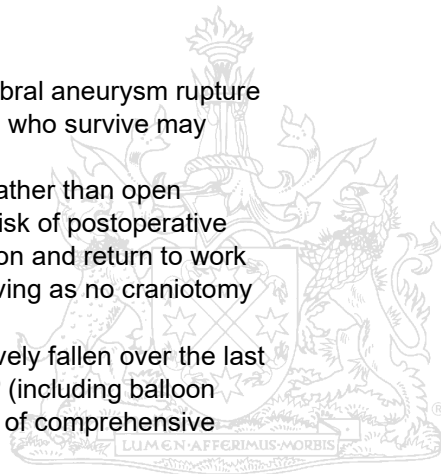 bral aneurysm rupture
who survive may
ather than open
isk of postoperative
on and return to work
ving as no craniotomy
vely fallen over the last
(including balloon
of comprehensive
LUMEN·AFFERIMUS·MORBIS
®